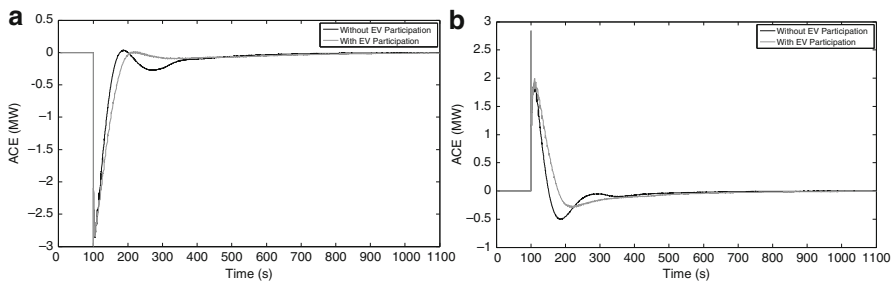 a
ACE (MW)
0.5
0
−0.5
−1
−1.5
−2
−2.5
−3
0 100 200 300 400 500 600 700 800 900 1000 1100
Time (s)
Without EV Participation
With EV Participation
b
ACE (MW)
3
2.5
2
1.5
1
0.5
0
−0.5
−1
0 100 200 300 400 500 600 700 800 900 1000 1100
Time (s)
Without EV Participation
With EV Participation